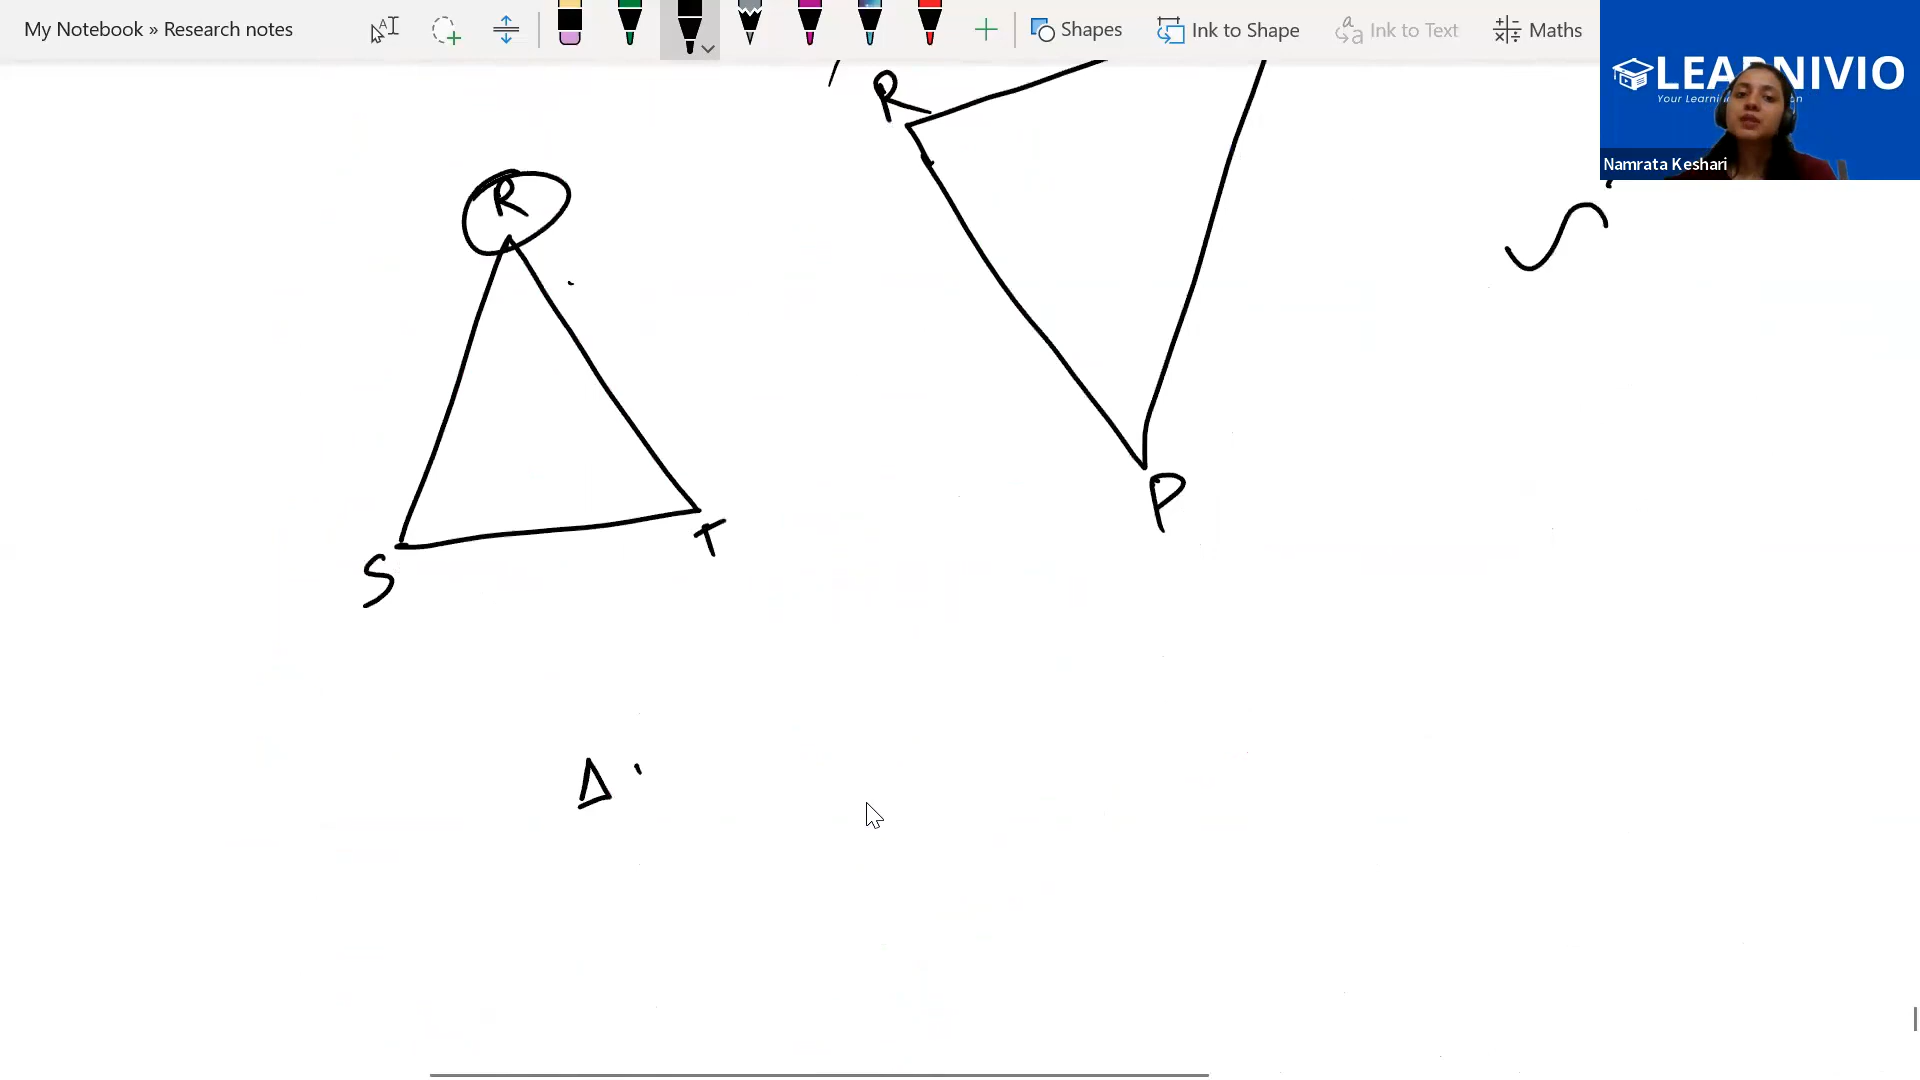 My Notebook » Research notes
Shapes
Ink to Shape
Ink to Text
Maths
LEARNIVIO
Namrata Keshari
R
R
P
S
T
Δ